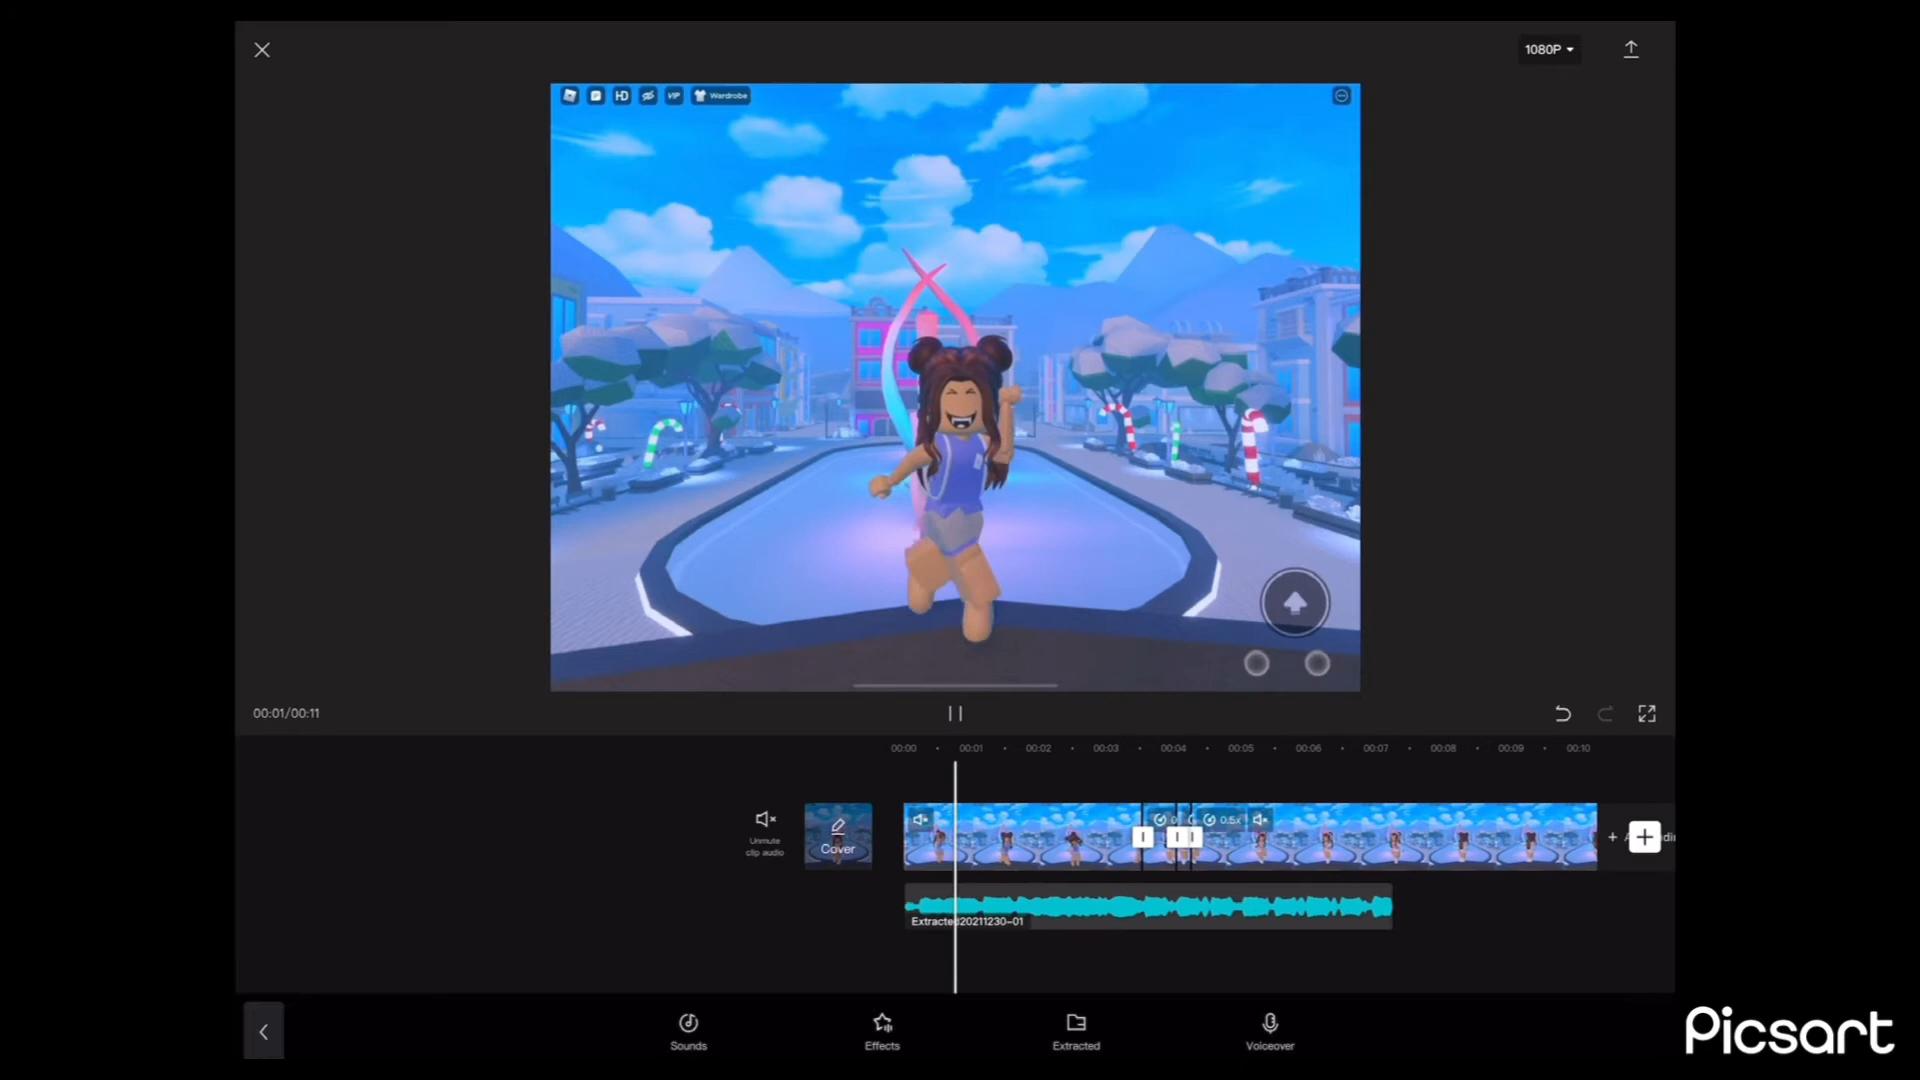 1080P
HD
VIP
Wardrobe
00:01/00:11
00:00 00:01 00:02 00:03 00:04 00:05 00:06 00:07 00:08 00:09 00:10
Unmute
clip audio
Cover
0.5x
Extracted20211230-01
Sounds
Effects
Extracted
Voiceover
Picsart